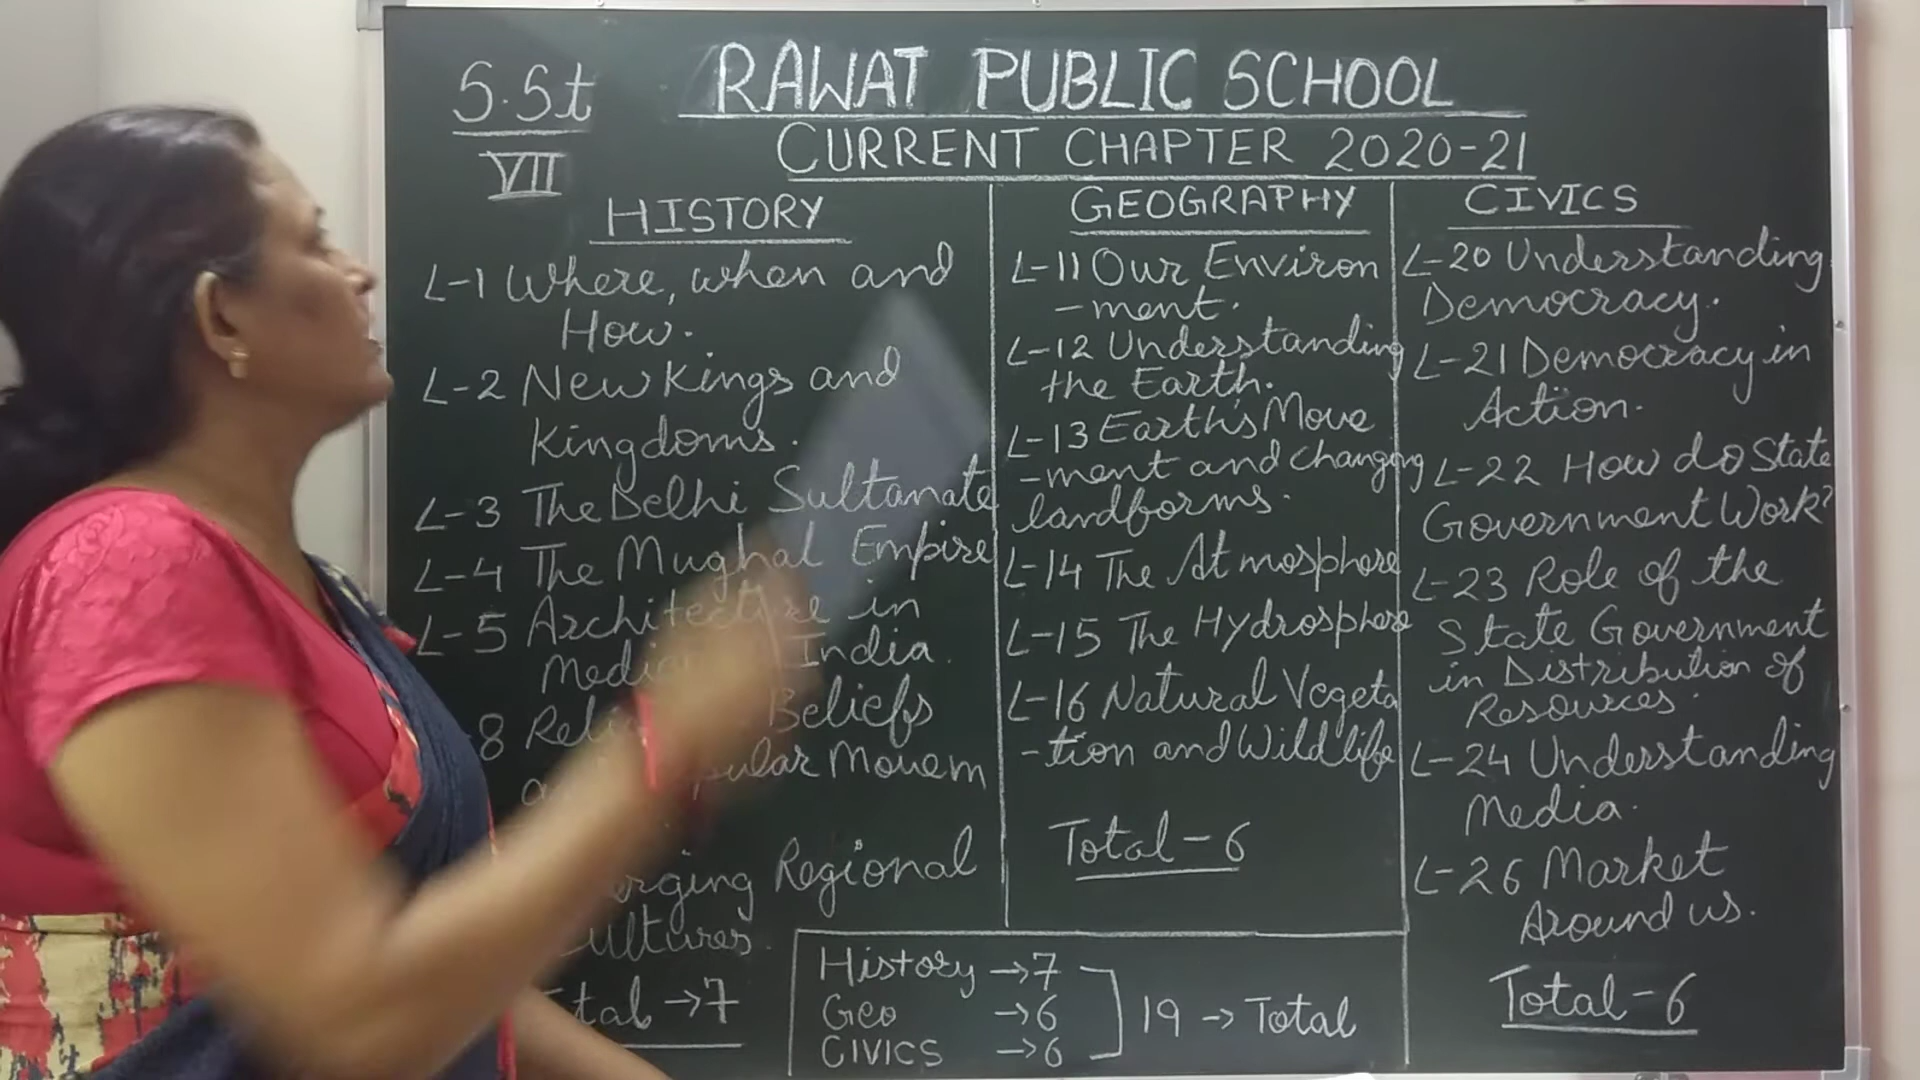 S.St
VII
RAWAT PUBLIC SCHOOL
CURRENT CHAPTER 2020-21
HISTORY
L-1 Where, when and
How.
L-2 New Kings and
Kingdoms.
L-3 The Delhi Sultanate
L-4 The Mughal Empire
L-5 Architecture in
India.
8 Beliefs
Movem
Regional
→7
GEOGRAPHY
L-11 Our Environ
-ment.
L-12 Understanding
the Earth.
L-13 Earth's Move
-ment and changing
landforms.
L-14 The Atmosphere
L-15 The Hydrosphere
L-16 Natural Vegeta
-tion and Wildlife
Total-6
CIVICS
L-20 Understanding
Democracy.
L-21 Democracy in
Action.
L-22 How do State
Government Work?
L-23 Role of the
State Government
in Distribution of
Resources.
L-24 Understanding
Media.
L-26 Market
Around us.
Total-6
History →7
Geo →6
CIVICS →6
19 → Total